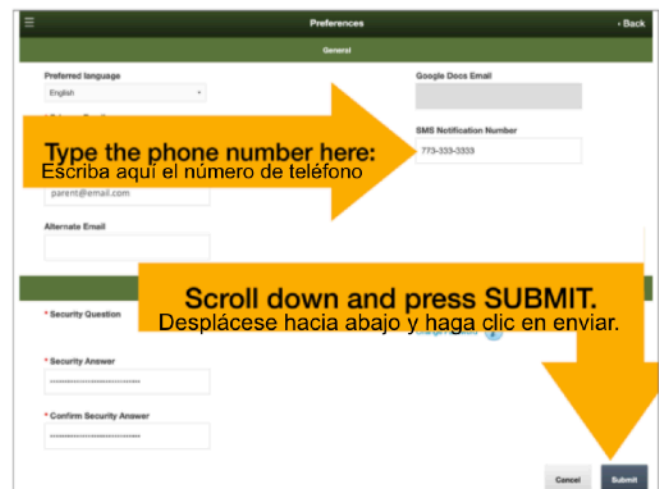 Preferences
‹ Back
General
Preferred language
Google Docs Email
English
SMS Notification Number
Type the phone number here:
773-333-3333
Escriba aquí el número de teléfono
parent@email.com
Alternate Email
Scroll down and press SUBMIT.
* Security Question
Desplácese hacia abajo y haga clic en enviar.
* Security Answer
* Confirm Security Answer
Cancel
Submit